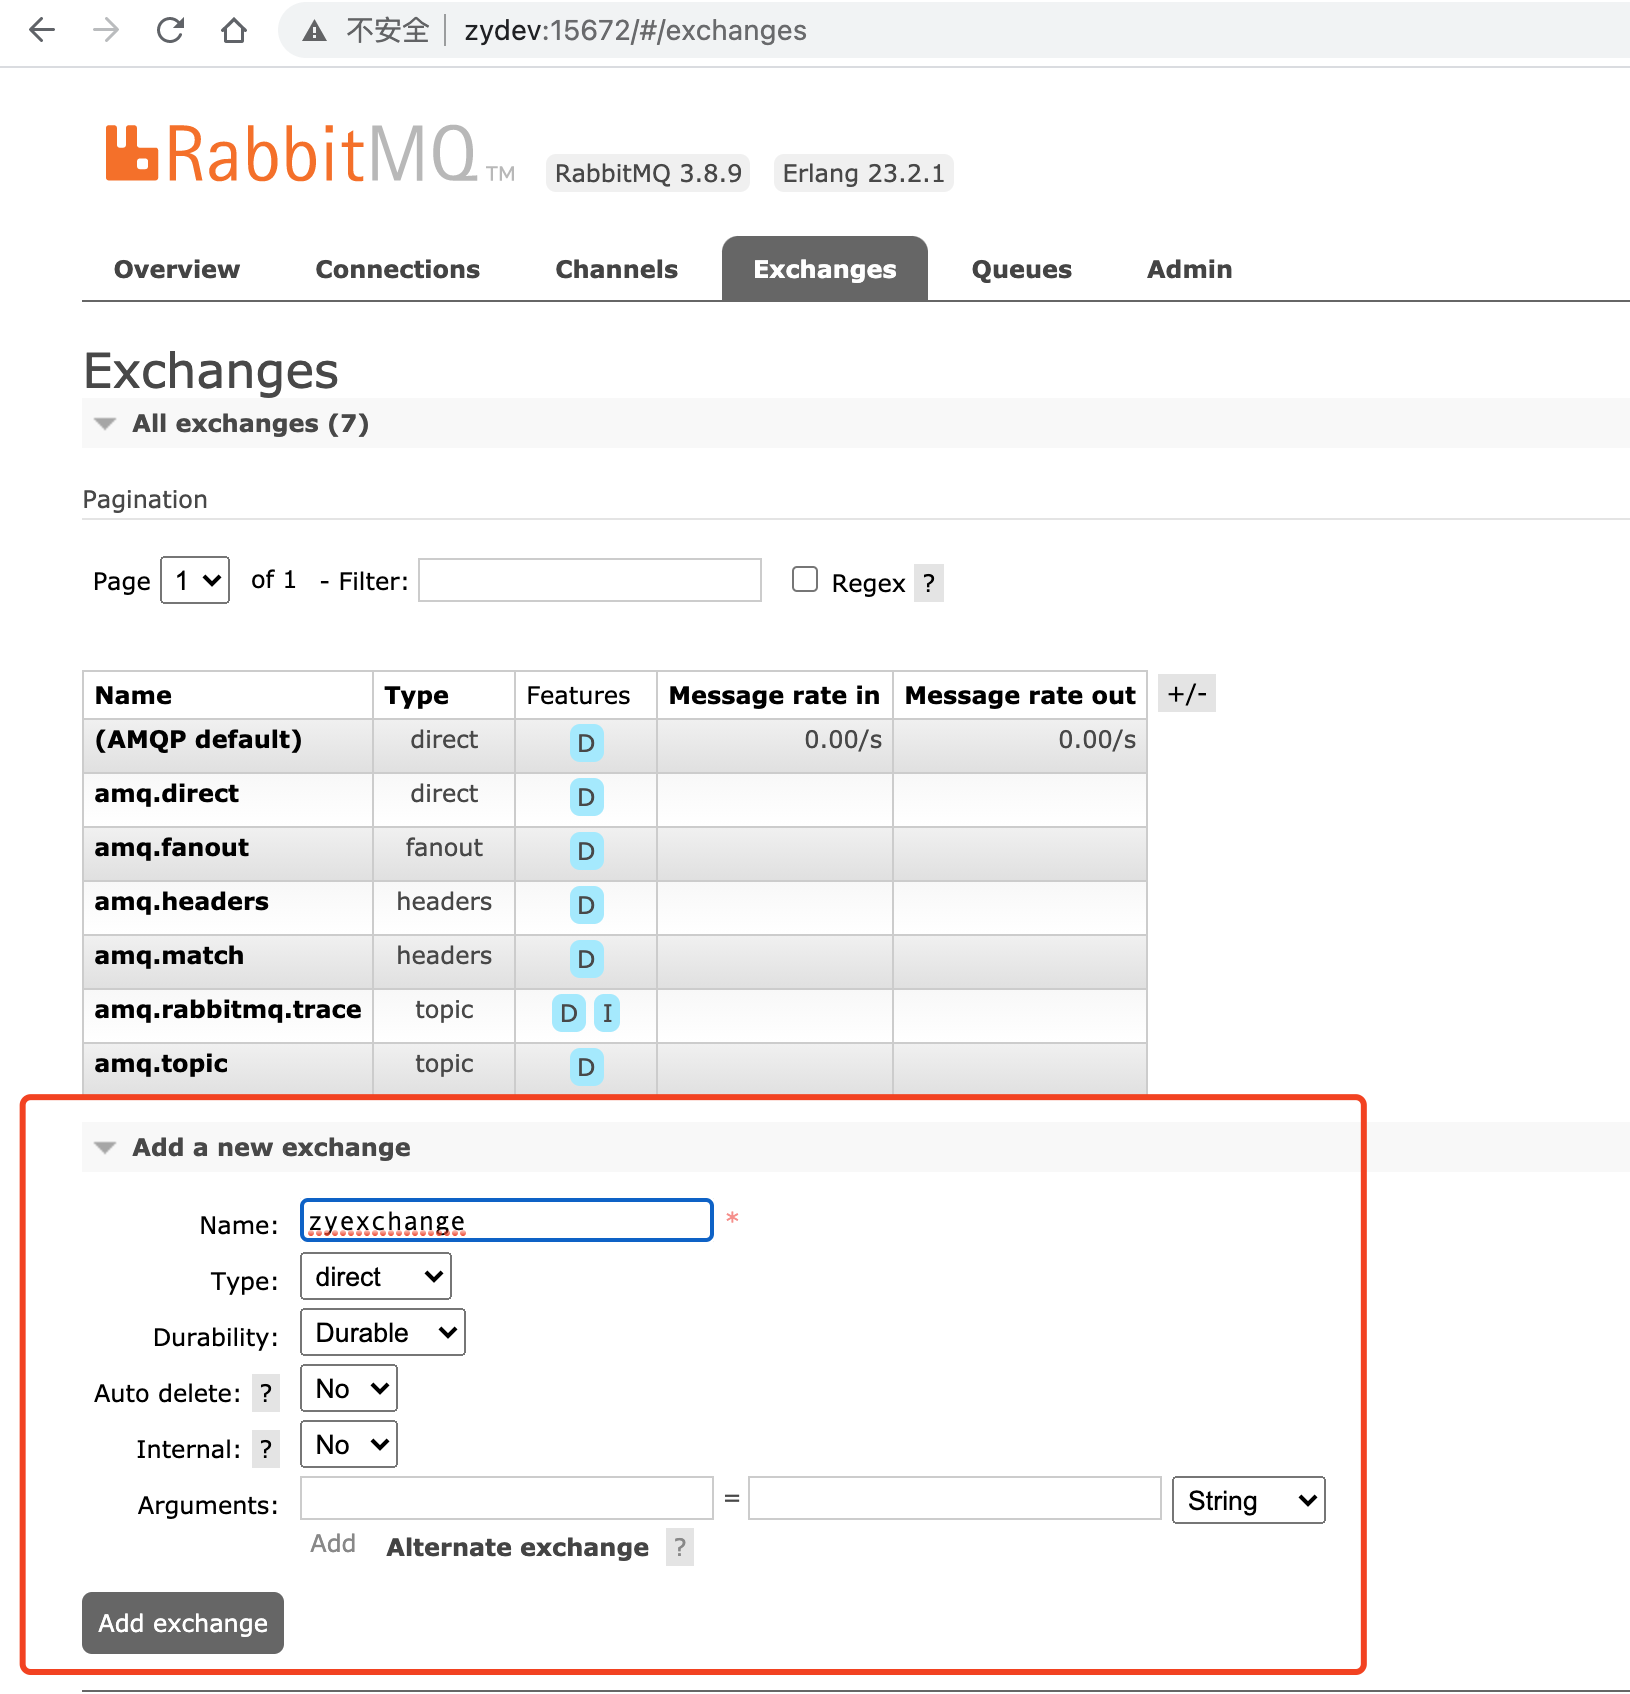 不安全 zydev:15672/#/exchanges
RabbitMQ TM RabbitMQ 3.8.9 Erlang 23.2.1
Overview Connections Channels Exchanges Queues Admin
Exchanges
All exchanges (7)
Pagination
Page 1 of 1 - Filter: Regex ?
Name Type Features Message rate in Message rate out +/-
(AMQP default) direct D 0.00/s 0.00/s
amq.direct direct D
amq.fanout fanout D
amq.headers headers D
amq.match headers D
amq.rabbitmq.trace topic D I
amq.topic topic D
Add a new exchange
Name: zyexchange *
Type: direct
Durability: Durable
Auto delete: ? No
Internal: ? No
Arguments: = String
Add Alternate exchange ?
Add exchange